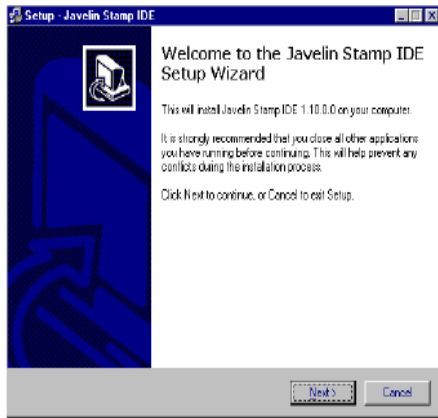 Setup - Javelin Stamp IDE
Welcome to the Javelin Stamp IDE
Setup Wizard
This will install Javelin Stamp IDE 1.10.0.0 on your computer.
It is strongly recommended that you close all other applications
you have running before continuing. This will help prevent any
conflicts during the installation process.
Click Next to continue, or Cancel to exit Setup.
Next >
Cancel